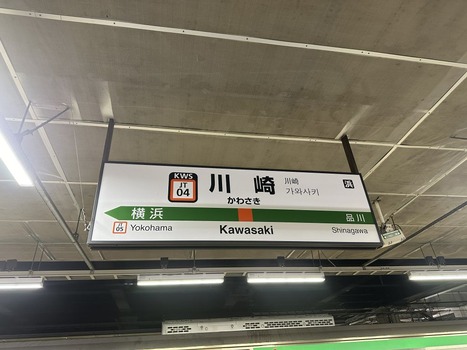 KWS
JT
04
川崎
かわさき
川崎
가와사키
浜
横浜
品川
JT
05
Yokohama
Kawasaki
Shinagawa